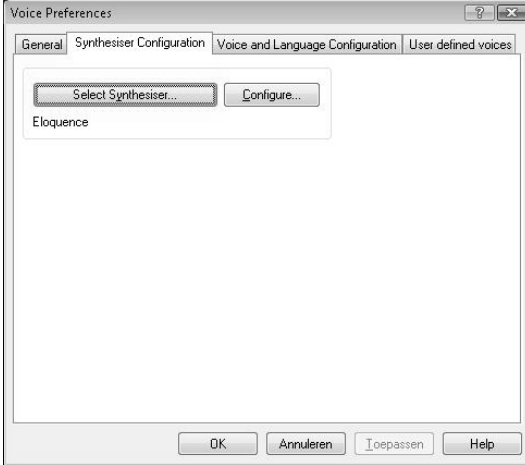 Voice Preferences
General Synthesiser Configuration Voice and Language Configuration User defined voices
Select Synthesiser... Configure...
Eloquence
OK Annuleren Toepassen Help